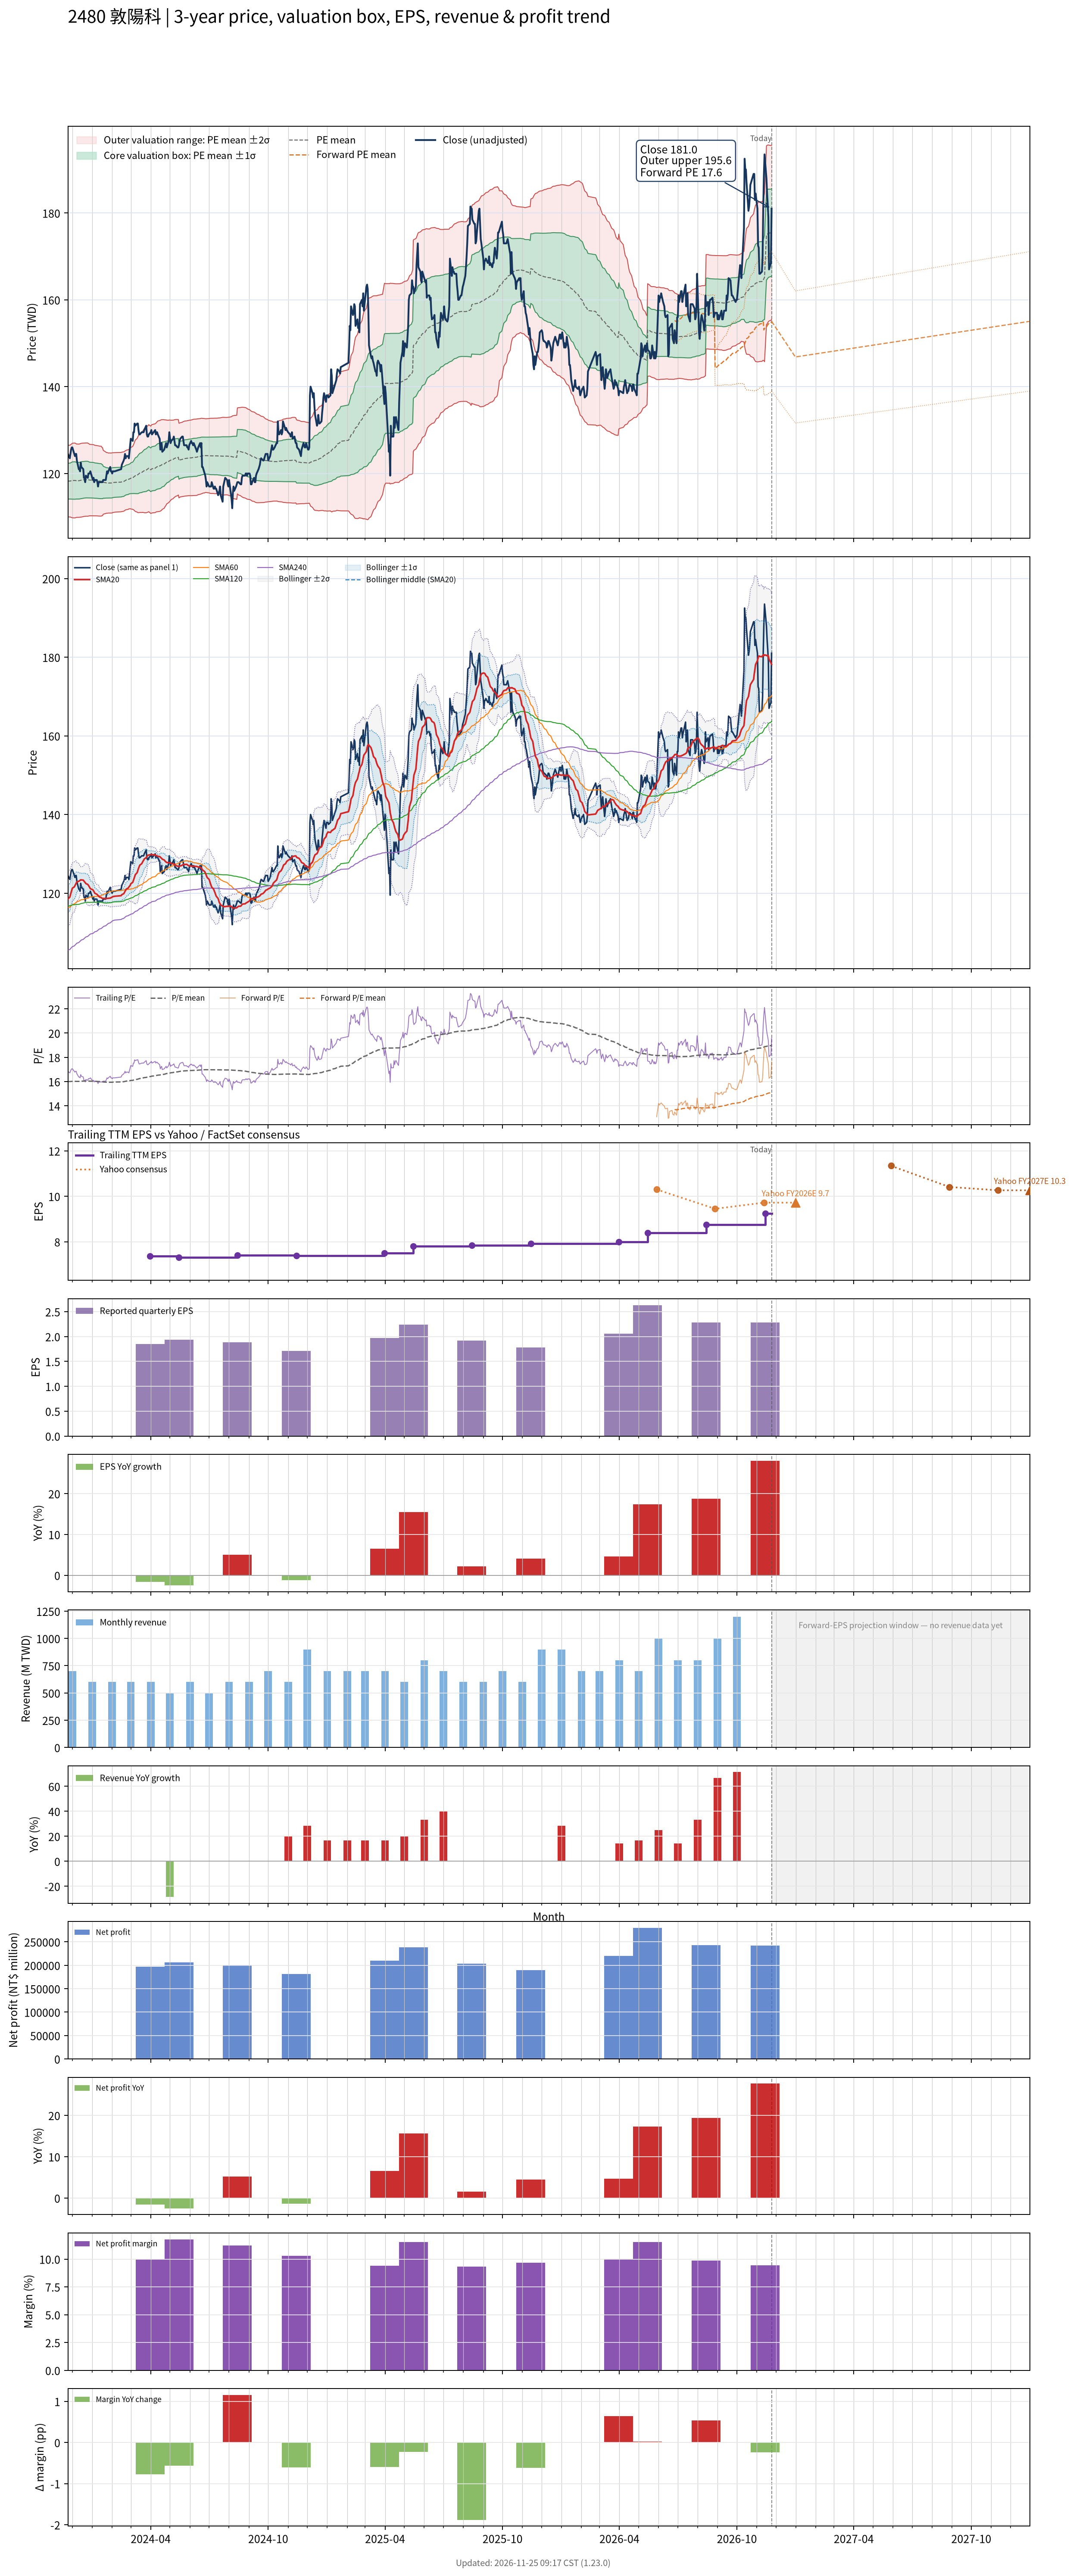 2480 敦陽科 | 3-year price, valuation box, EPS, revenue & profit trend
Outer valuation range: PE mean ±2σ
Core valuation box: PE mean ±1σ
PE mean
Forward PE mean
Close (unadjusted)
Today
Close 181.0
Outer upper 195.6
Forward PE 17.6
Price (TWD)
180
160
140
120
Close (same as panel 1)
SMA20
SMA60
SMA120
SMA240
Bollinger ±2σ
Bollinger ±1σ
Bollinger middle (SMA20)
Price
200
180
160
140
120
Trailing P/E
P/E mean
Forward P/E
Forward P/E mean
P/E
22
20
18
16
14
Trailing TTM EPS vs Yahoo / FactSet consensus
Trailing TTM EPS
Yahoo consensus
Today
Yahoo FY2026E 9.7
Yahoo FY2027E 10.3
EPS
12
10
8
Reported quarterly EPS
EPS
2.5
2.0
1.5
1.0
0.5
0.0
EPS YoY growth
YoY (%)
20
10
0
Monthly revenue
Forward-EPS projection window — no revenue data yet
Revenue (M TWD)
1250
1000
750
500
250
0
Revenue YoY growth
YoY (%)
60
40
20
0
-20
Month
Net profit
Net profit (NT$ million)
250000
200000
150000
100000
50000
0
Net profit YoY
YoY (%)
20
10
0
Net profit margin
Margin (%)
10.0
7.5
5.0
2.5
0.0
Margin YoY change
Δ margin (pp)
1
0
-1
-2
2024-04
2024-10
2025-04
2025-10
2026-04
2026-10
2027-04
2027-10
Updated: 2026-11-25 09:17 CST (1.23.0)